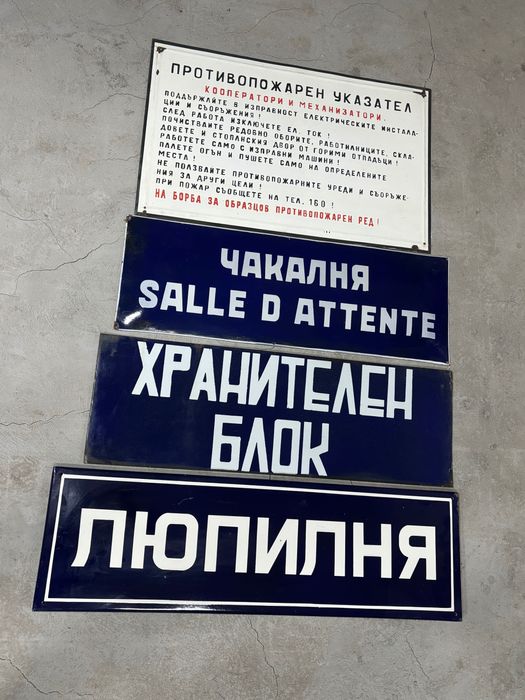 ПРОТИВОПОЖАРЕН УКАЗАТЕЛ
КООПЕРАТОРИ И МЕХАНИЗАТОРИ,
ПОДДЪРЖАЙТЕ В ИЗПРАВНОСТ ЕЛЕКТРИЧЕСКИТЕ ИНСТАЛА-
ЦИИ И СЪОРЪЖЕНИЯ!
СЛЕД РАБОТА ИЗКЛЮЧЕТЕ ЕЛ. ТОК!
ПОЧИСТВАЙТЕ РЕДОВНО ОБОРИТЕ, РАБОТИЛНИЦИТЕ, СКЛА-
ДОВЕТЕ И СТОПАНСКИЯ ДВОР ОТ ГОРИМИ ОТПАДЪЦИ!
РАБОТЕТЕ САМО С ИЗПРАВНИ МАШИНИ!
ПАЛЕТЕ ОГЪН И ПУШЕТЕ САМО НА ОПРЕДЕЛЕНИТЕ
МЕСТА!
НЕ ПОЛЗВАЙТЕ ПРОТИВОПОЖАРНИТЕ УРЕДИ И СЪОРЪЖЕ-
НИЯ ЗА ДРУГИ ЦЕЛИ!
ПРИ ПОЖАР СЪОБЩЕТЕ НА ТЕЛ. 160!
НА БОРБА ЗА ОБРАЗЦОВ ПРОТИВОПОЖАРЕН РЕД!
ЧАКАЛНЯ
SALLE D ATTENTE
ХРАНИТЕЛЕН
БЛОК
ЛЮПИЛНЯ